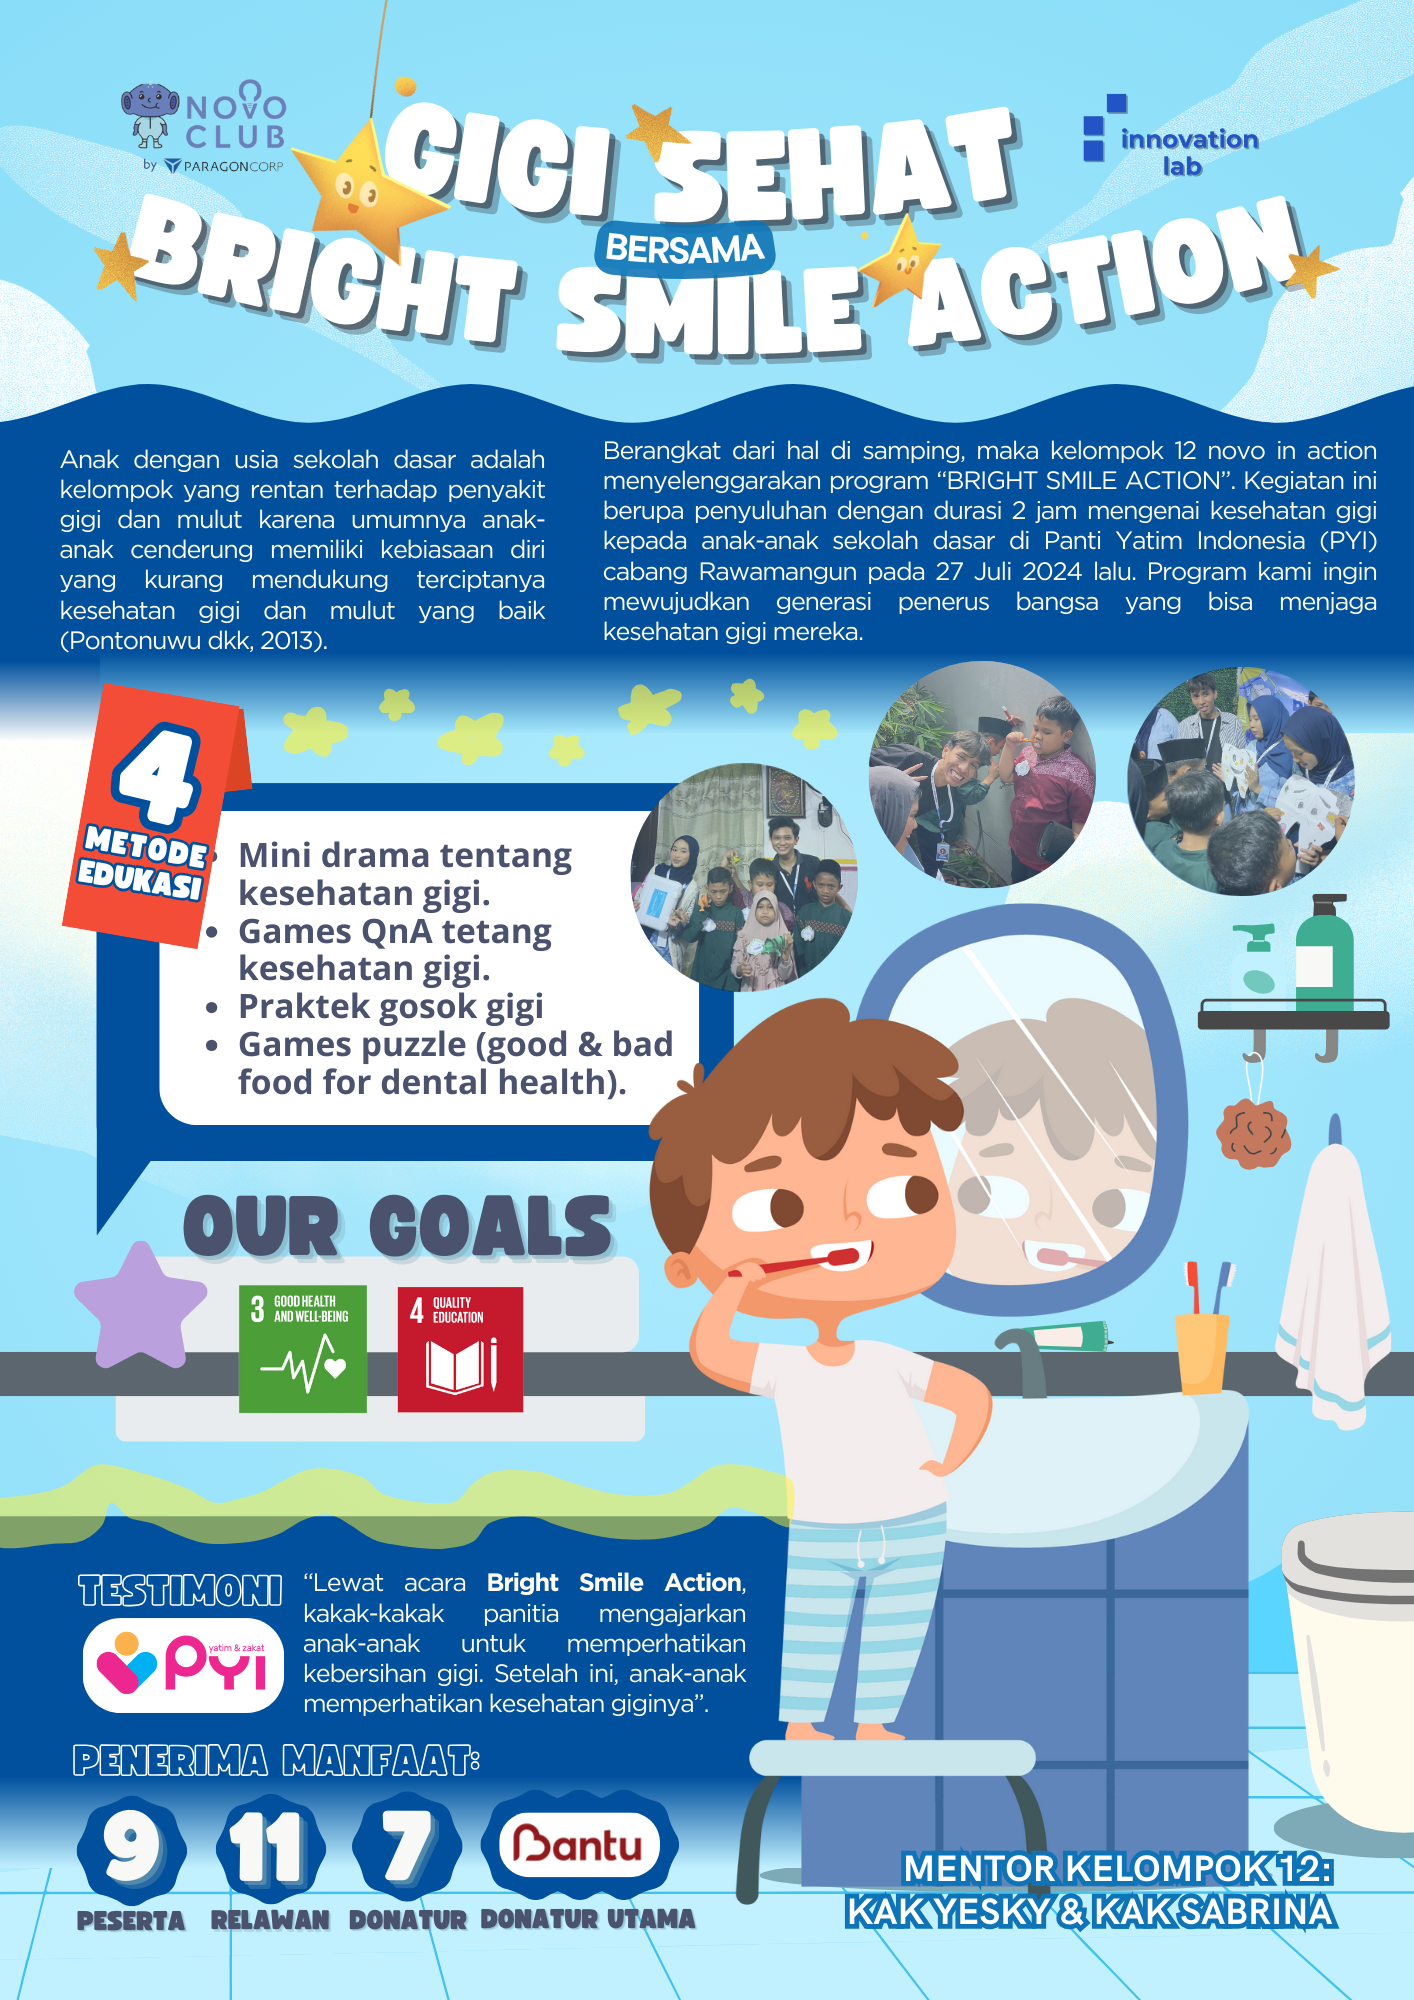 NOVO
CLUB
by PARAGONCORP
innovation
lab
GIGI SEHAT
BERSAMA
BRIGHT SMILE ACTION
Anak dengan usia sekolah dasar adalah
kelompok yang rentan terhadap penyakit
gigi dan mulut karena umumnya anak-
anak cenderung memiliki kebiasaan diri
yang kurang mendukung terciptanya
kesehatan gigi dan mulut yang baik
(Pontonuwu dkk, 2013).
Berangkat dari hal di samping, maka kelompok 12 novo in action
menyelenggarakan program “BRIGHT SMILE ACTION”. Kegiatan ini
berupa penyuluhan dengan durasi 2 jam mengenai kesehatan gigi
kepada anak-anak sekolah dasar di Panti Yatim Indonesia (PYI)
cabang Rawamangun pada 27 Juli 2024 lalu. Program kami ingin
mewujudkan generasi penerus bangsa yang bisa menjaga
kesehatan gigi mereka.
4
METODE
EDUKASI
• Mini drama tentang
kesehatan gigi.
• Games QnA tetang
kesehatan gigi.
• Praktek gosok gigi
• Games puzzle (good & bad
food for dental health).
OUR GOALS
3 GOOD HEALTH
AND WELL-BEING
4 QUALITY
EDUCATION
TESTIMONI
yatim & zakat
PYI
“Lewat acara Bright Smile Action,
kakak-kakak panitia mengajarkan
anak-anak untuk memperhatikan
kebersihan gigi. Setelah ini, anak-anak
memperhatikan kesehatan giginya”.
PENERIMA MANFAAT:
9
PESERTA
11
RELAWAN
7
DONATUR
Bantu
DONATUR UTAMA
MENTOR KELOMPOK 12:
KAK YESKY & KAK SABRINA